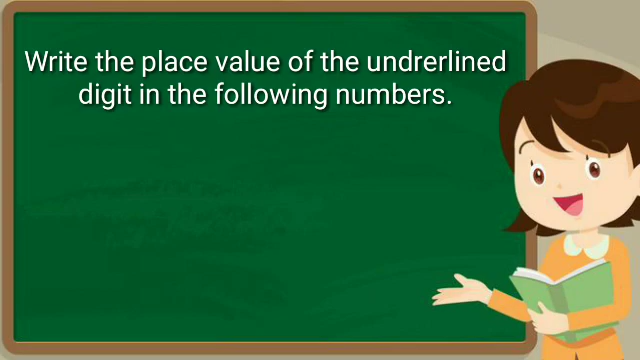 Write the place value of the undrerlined
digit in the following numbers.